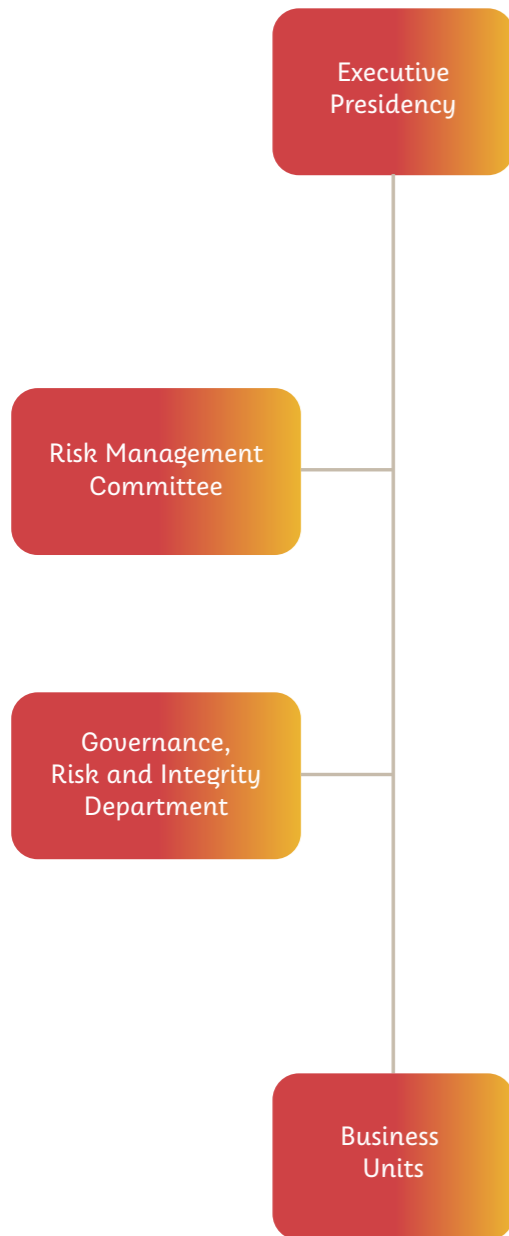 Executive
Presidency
Risk Management
Committee
Governance,
Risk and Integrity
Department
Business
Units